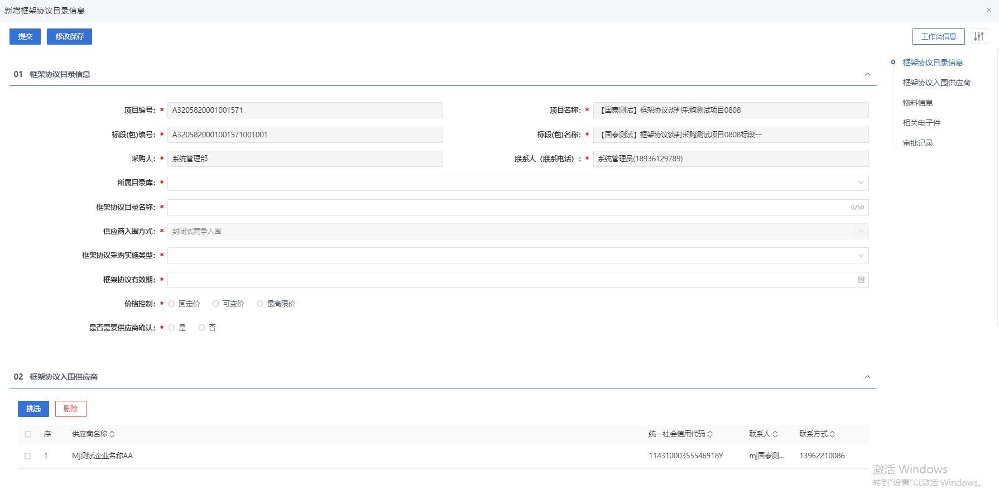 新增框架协议目录信息
提交 修改保存 工作台信息
01 框架协议目录信息
项目编号: * A3205820001001571 项目名称: * 【国泰测试】框架协议谈判采购测试项目0808
标段(包)编号: * A3205820001001571001001 标段(包)名称: * 【国泰测试】框架协议谈判采购测试项目0808标段一
采购人: * 系统管理部 联系人（联系电话）: * 系统管理员(18936129789)
所属目录库: *
框架协议目录名称: * 0/50
供应商入围方式: * 封闭式竞争入围
框架协议采购实施类型: *
框架协议有效期: *
价格控制: * 固定价 可变价 最高限价
是否需要供应商确认: * 是 否
02 框架协议入围供应商
挑选 删除
序 供应商名称 统一社会信用代码 联系人 联系方式
1 Mj测试企业名称AA 11431000355546918Y mj国泰测... 13962210086
框架协议目录信息
框架协议入围供应商
物料信息
相关电子件
审批记录
激活 Windows
转到“设置”以激活 Windows。